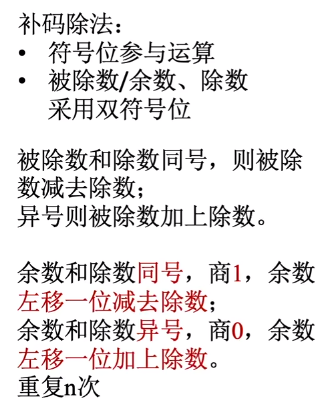 补码除法：
• 符号位参与运算
• 被除数/余数、除数
采用双符号位
被除数和除数同号，则被除
数减去除数；
异号则被除数加上除数。
余数和除数同号，商1，余数
左移一位减去除数；
余数和除数异号，商0，余数
左移一位加上除数。
重复n次